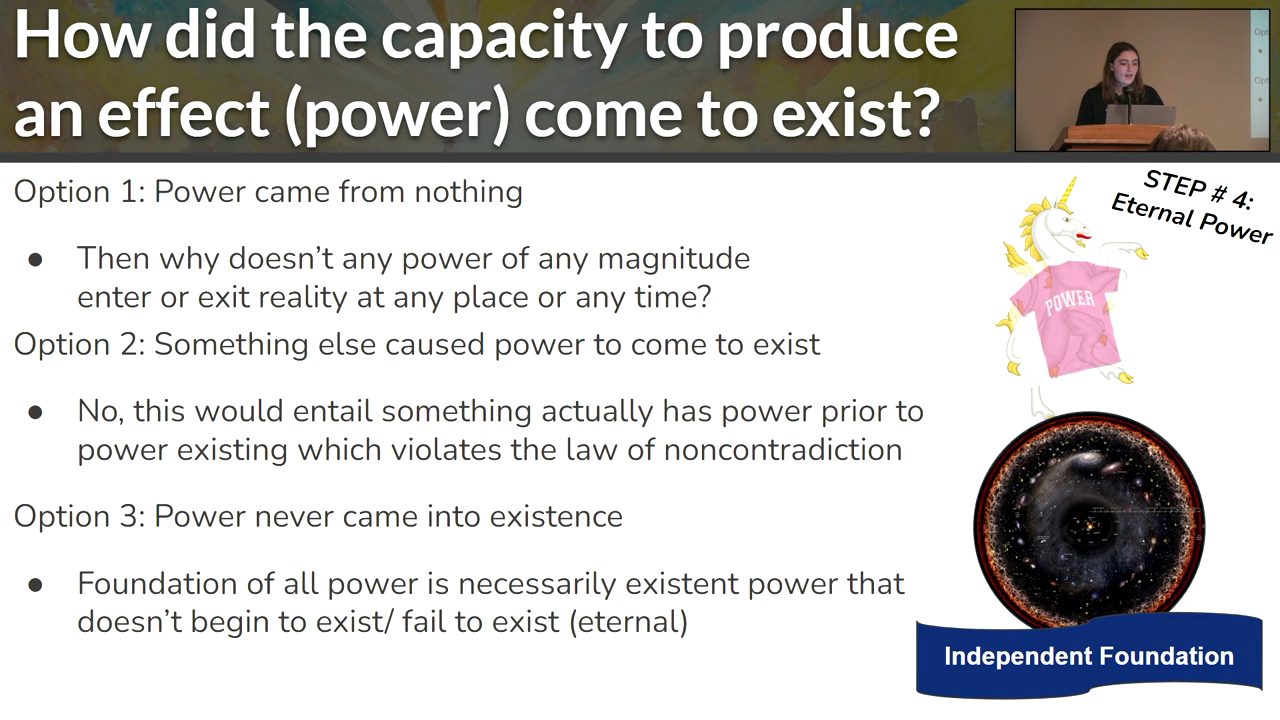 How did the capacity to produce
an effect (power) come to exist?
Opt
Opt
Option 1: Power came from nothing
● Then why doesn’t any power of any magnitude
enter or exit reality at any place or any time?
Option 2: Something else caused power to come to exist
● No, this would entail something actually has power prior to
power existing which violates the law of noncontradiction
Option 3: Power never came into existence
● Foundation of all power is necessarily existent power that
doesn’t begin to exist/ fail to exist (eternal)
STEP # 4:
Eternal Power
POWER
Independent Foundation